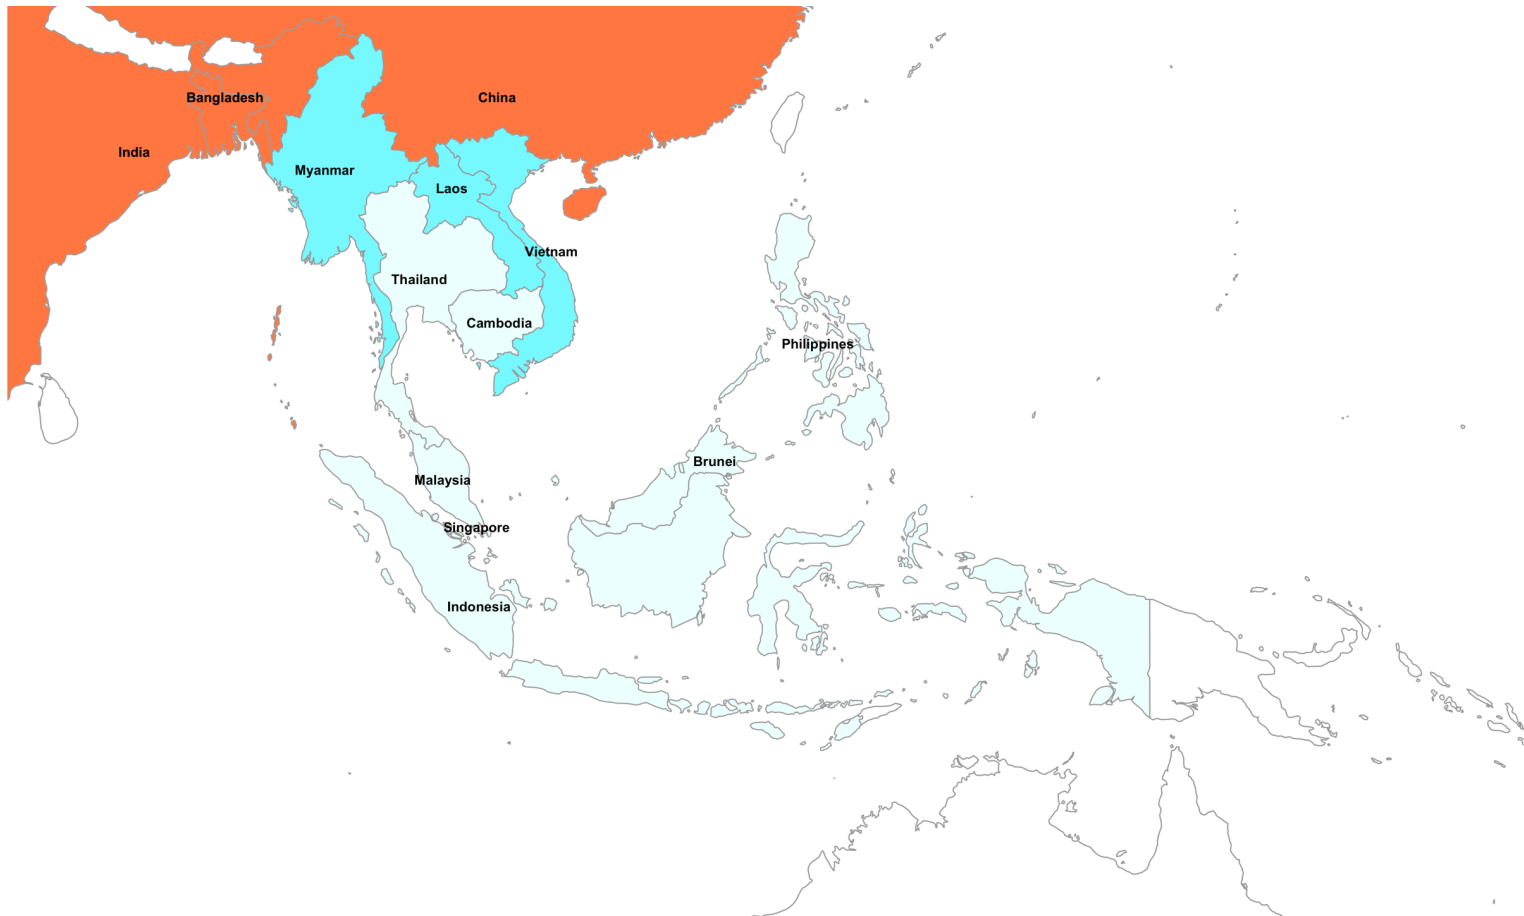 Bangladesh
China
India
Myanmar
Laos
Vietnam
Thailand
Cambodia
Philippines
Brunei
Malaysia
Singapore
Indonesia